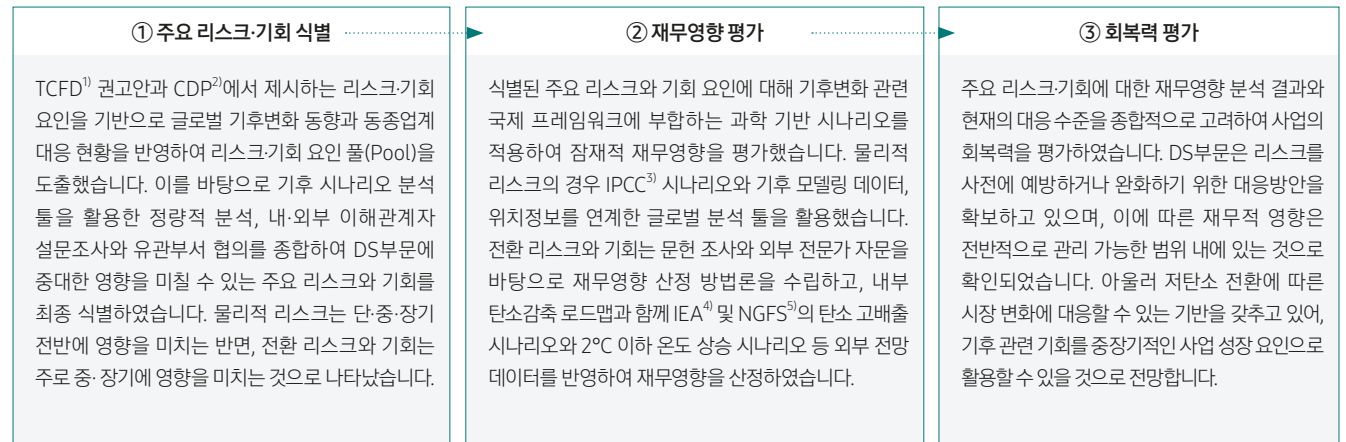 ① 주요 리스크·기회 식별
TCFD1) 권고안과 CDP2)에서 제시하는 리스크·기회
요인을 기반으로 글로벌 기후변화 동향과 동종업계
대응 현황을 반영하여 리스크·기회 요인 풀(Pool)을
도출했습니다. 이를 바탕으로 기후 시나리오 분석
툴을 활용한 정량적 분석, 내·외부 이해관계자
설문조사와 유관부서 협의를 종합하여 DS부문에
중대한 영향을 미칠 수 있는 주요 리스크와 기회를
최종 식별하였습니다. 물리적 리스크는 단·중·장기
전반에 영향을 미치는 반면, 전환 리스크와 기회는
주로 중·장기에 영향을 미치는 것으로 나타났습니다.
② 재무영향 평가
식별된 주요 리스크와 기회 요인에 대해 기후변화 관련
국제 프레임워크에 부합하는 과학 기반 시나리오를
적용하여 잠재적 재무영향을 평가했습니다. 물리적
리스크의 경우 IPCC3) 시나리오와 기후 모델링 데이터,
위치정보를 연계한 글로벌 분석 툴을 활용했습니다.
전환 리스크와 기회는 문헌 조사와 외부 전문가 자문을
바탕으로 재무영향 산정 방법론을 수립하고, 내부
탄소감축 로드맵과 함께 IEA4) 및 NGFS5)의 탄소 고배출
시나리오와 2°C 이하 온도 상승 시나리오 등 외부 전망
데이터를 반영하여 재무영향을 산정하였습니다.
③ 회복력 평가
주요 리스크·기회에 대한 재무영향 분석 결과와
현재의 대응 수준을 종합적으로 고려하여 사업의
회복력을 평가하였습니다. DS부문은 리스크를
사전에 예방하거나 완화하기 위한 대응방안을
확보하고 있으며, 이에 따른 재무적 영향은
전반적으로 관리 가능한 범위 내에 있는 것으로
확인되었습니다. 아울러 저탄소 전환에 따른
시장 변화에 대응할 수 있는 기반을 갖추고 있어,
기후 관련 기회를 중장기적인 사업 성장 요인으로
활용할 수 있을 것으로 전망합니다.